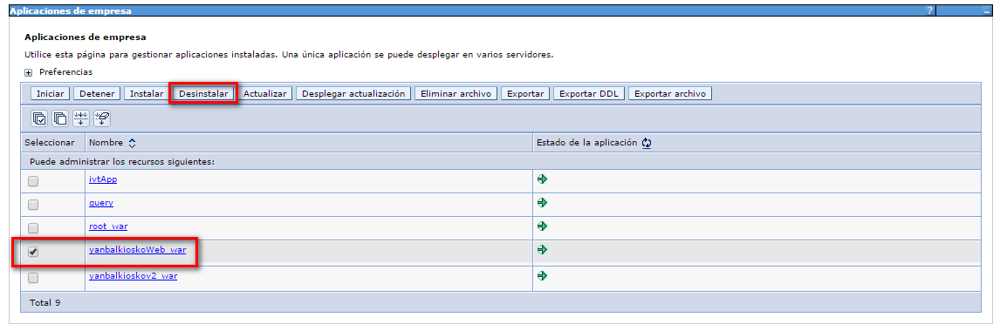 Aplicaciones de empresa ? _
Aplicaciones de empresa
Utilice esta página para gestionar aplicaciones instaladas. Una única aplicación se puede desplegar en varios servidores.
Preferencias
Iniciar Detener Instalar Desinstalar Actualizar Desplegar actualización Eliminar archivo Exportar Exportar DDL Exportar archivo
Seleccionar Nombre Estado de la aplicación
Puede administrar los recursos siguientes:
ivtApp
query
root_war
yanbalkioskoWeb_war
yanbalkioskov2_war
Total 9